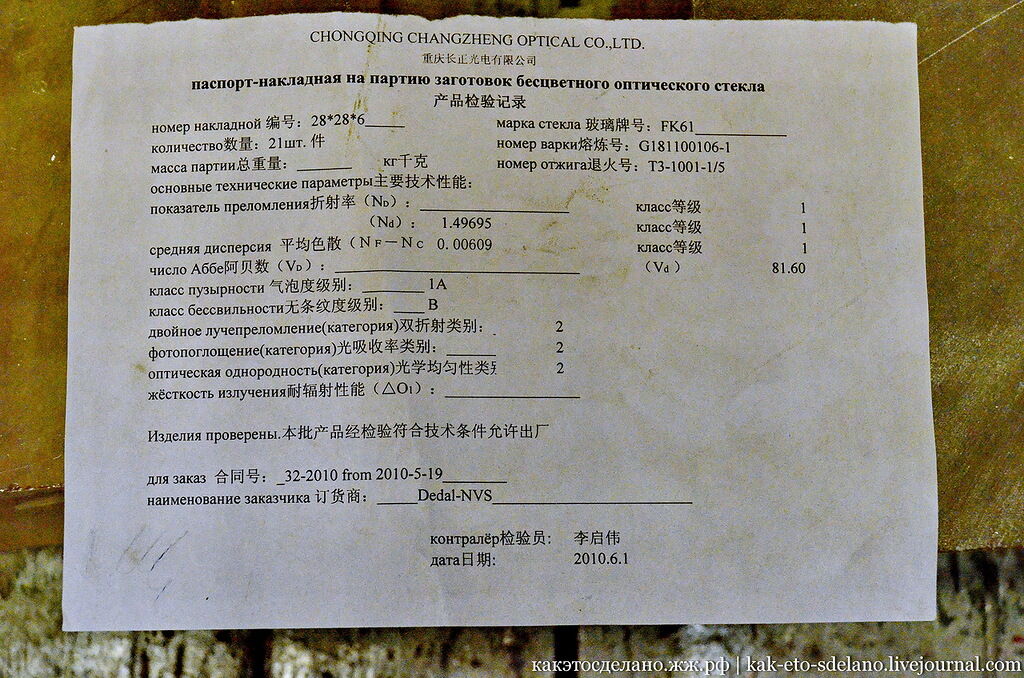 CHONGQING CHANGZHENG OPTICAL CO.,LTD.
重庆长正光电有限公司
паспорт-накладная на партию заготовок бесцветного оптического стекла
产品检验记录
номер накладной 编号：28*28*6_____ марка стекла 玻璃牌号：FK61____________
количество数量：21шт. 件 номер варки熔炼号：G181100106-1
масса партии总重量：_______ кг千克 номер отжига退火号：T3-1001-1/5
основные технические параметры主要技术性能：
показатель преломления折射率（ND）：____________________ класс等级 1
（Nd）： 1.49695 класс等级 1
средняя дисперсия 平均色散（NF－NC 0.00609 класс等级 1
число Аббе阿贝数（VD）：________________________________ （Vd） 81.60
класс пузырности 气泡度级别：________1A
класс бессвильности无条纹度级别：____B
двойное лучепреломление(категория)双折射类别：_ 2
фотопоглощение(категория)光吸收率类别：______ 2
оптическая однородность(категория)光学均匀性类别 2
жёсткость излучения耐辐射性能（△O1）：_________________
Изделия проверены.本批产品经检验符合技术条件允许出厂
для заказ 合同号：_32-2010 from 2010-5-19________
наименование заказчика 订货商：_____Dedal-NVS__________________________
контралёр检验员: 李启伟
дата日期: 2010.6.1
какэтосделано.жж.рф | kak-eto-sdelano.livejournal.com